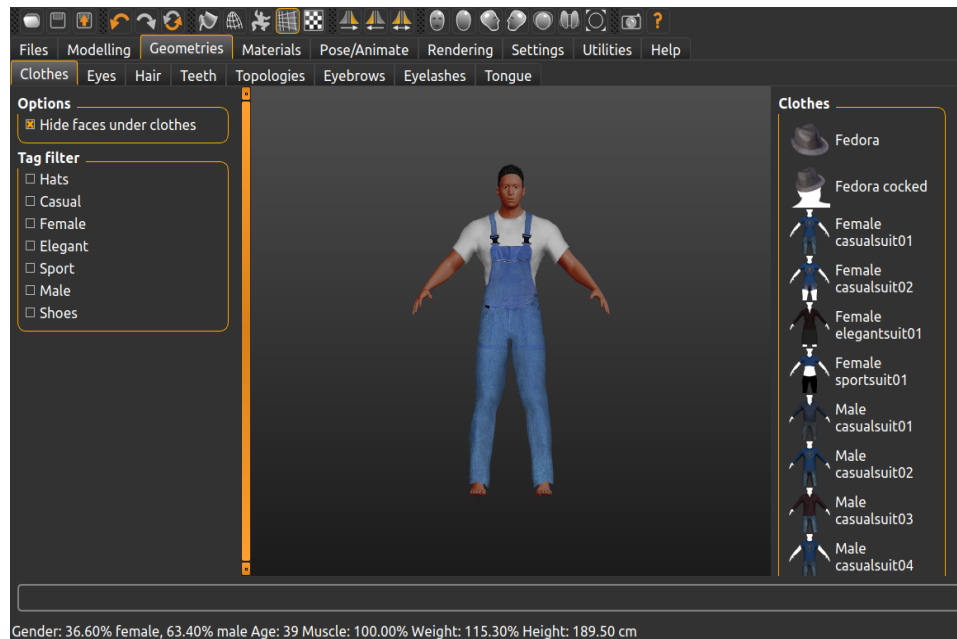 Files Modelling Geometries Materials Pose/Animate Rendering Settings Utilities Help
Clothes Eyes Hair Teeth Topologies Eyebrows Eyelashes Tongue
Options
Hide faces under clothes
Tag filter
Hats
Casual
Female
Elegant
Sport
Male
Shoes
Clothes
Fedora
Fedora cocked
Female
casualsuit01
Female
casualsuit02
Female
elegantsuit01
Female
sportsuit01
Male
casualsuit01
Male
casualsuit02
Male
casualsuit03
Male
casualsuit04
Gender: 36.60% female, 63.40% male Age: 39 Muscle: 100.00% Weight: 115.30% Height: 189.50 cm